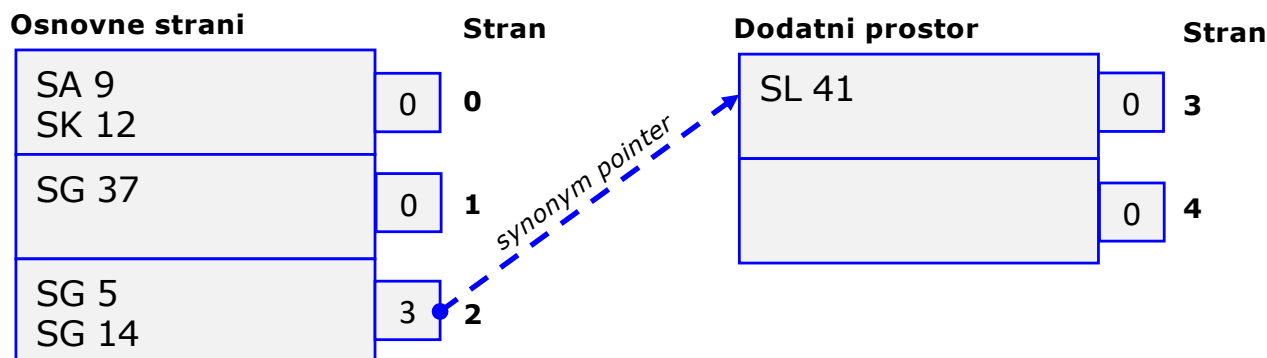 Osnovne strani
Stran
SA 9
SK 12
0
0
SG 37
0
1
SG 5
SG 14
3
2
synonym pointer
Dodatni prostor
Stran
SL 41
0
3
0
4